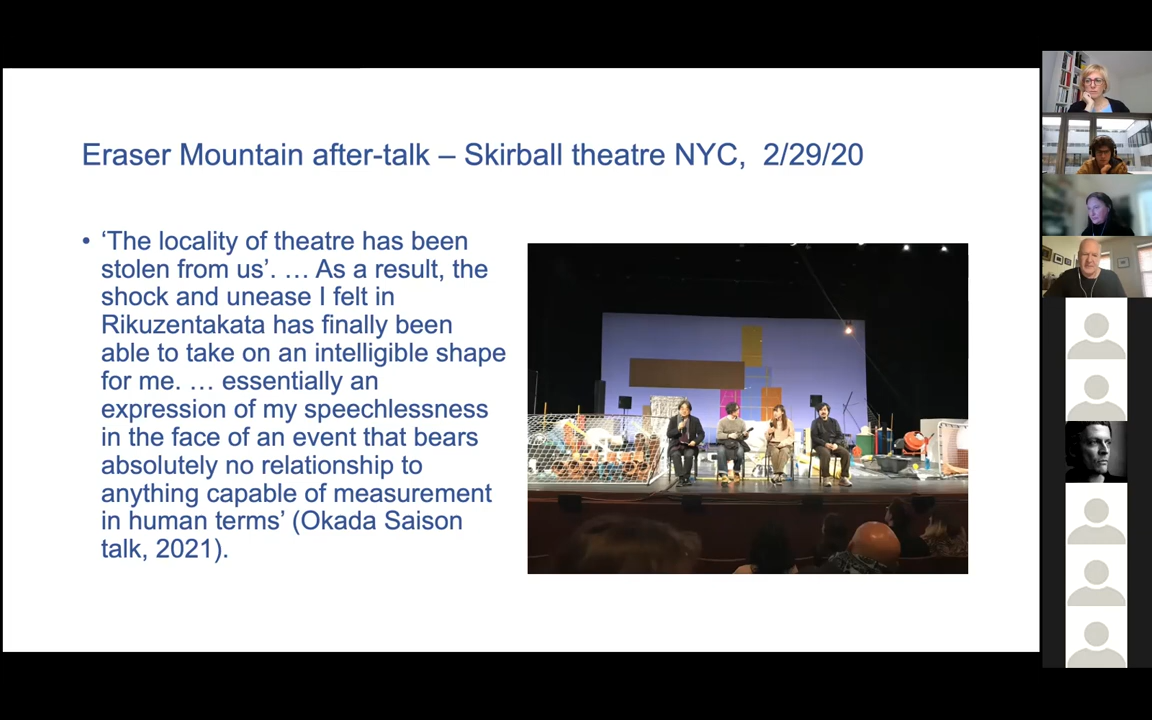 Eraser Mountain after-talk – Skirball theatre NYC,  2/29/20
• ‘The locality of theatre has been
stolen from us’. … As a result, the
shock and unease I felt in
Rikuzentakata has finally been
able to take on an intelligible shape
for me. … essentially an
expression of my speechlessness
in the face of an event that bears
absolutely no relationship to
anything capable of measurement
in human terms’ (Okada Saison
talk, 2021).